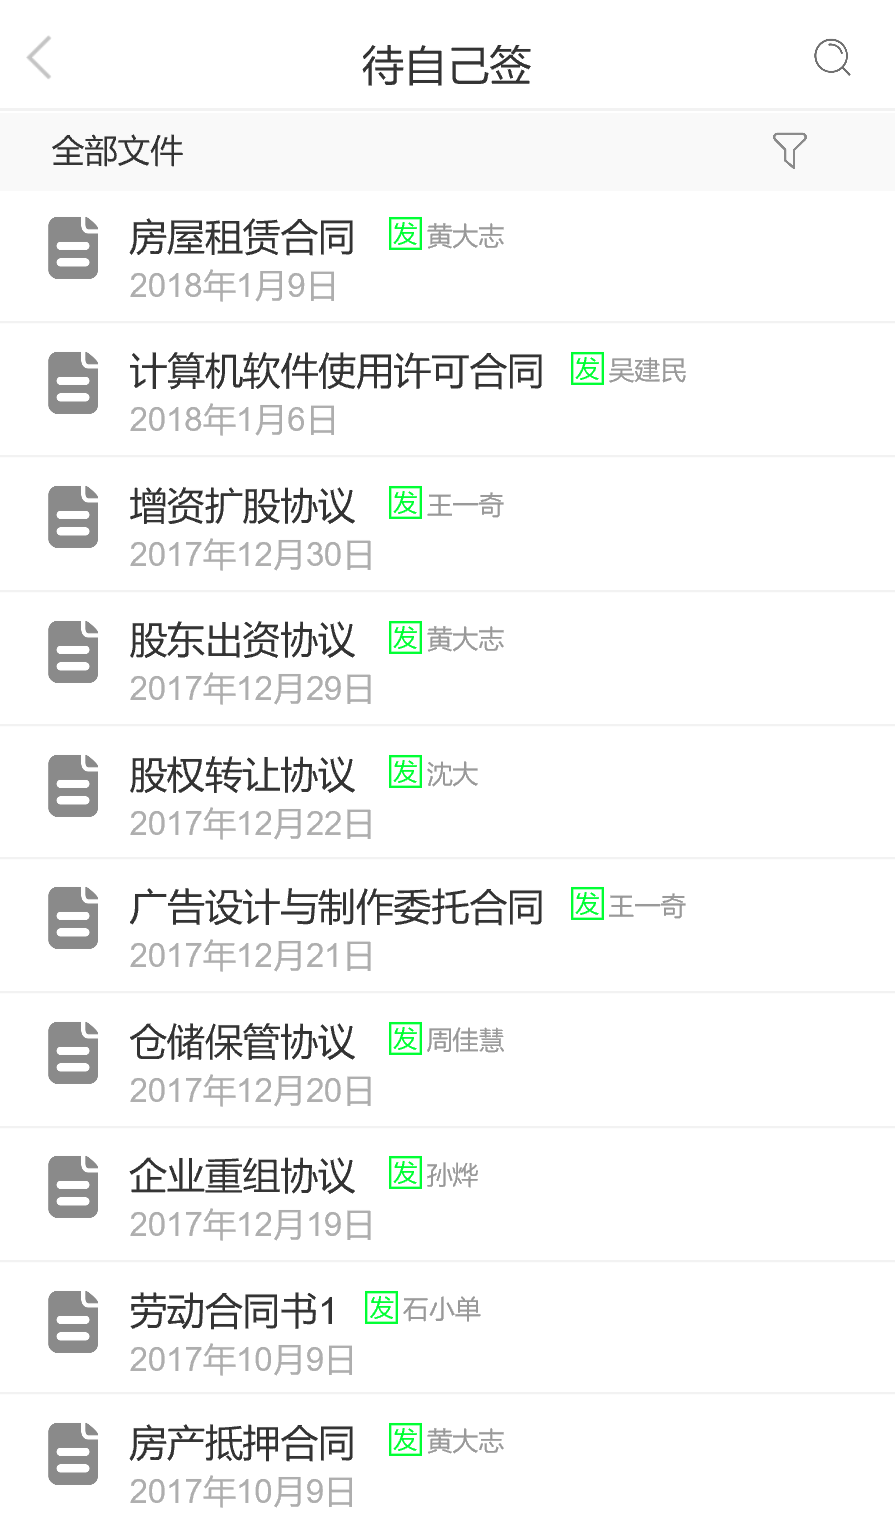 待自己签
全部文件
房屋租赁合同 发 黄大志
2018年1月9日
计算机软件使用许可合同 发 吴建民
2018年1月6日
增资扩股协议 发 王一奇
2017年12月30日
股东出资协议 发 黄大志
2017年12月29日
股权转让协议 发 沈大
2017年12月22日
广告设计与制作委托合同 发 王一奇
2017年12月21日
仓储保管协议 发 周佳慧
2017年12月20日
企业重组协议 发 孙烨
2017年12月19日
劳动合同书1 发 石小单
2017年10月9日
房产抵押合同 发 黄大志
2017年10月9日